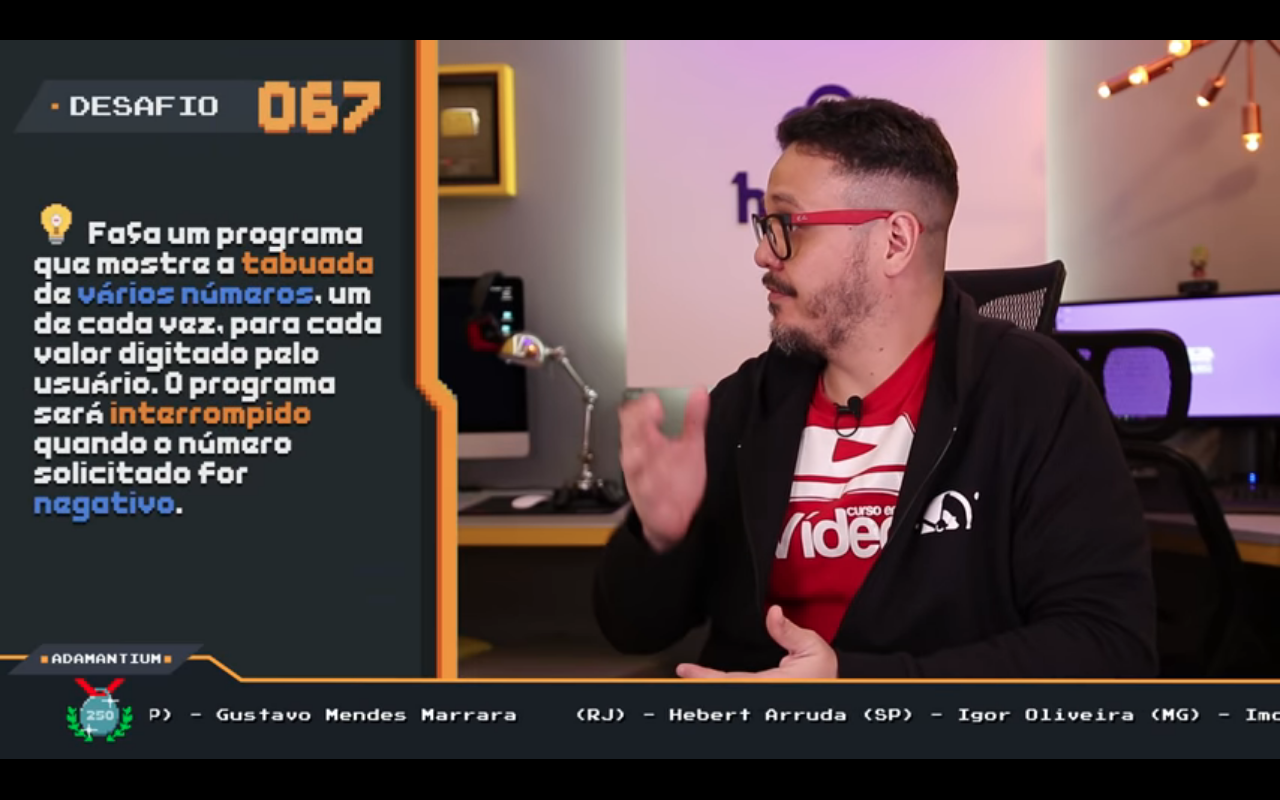 DESAFIO 067
Faça um programa
que mostre a tabuada
de vários números, um
de cada vez, para cada
valor digitado pelo
usuário. O programa
será interrompido
quando o número
solicitado for
negativo.
curso em
Vídeo
ADAMANTIUM
250
P) - Gustavo Mendes Marrara (RJ) - Hebert Arruda (SP) - Igor Oliveira (MG) -